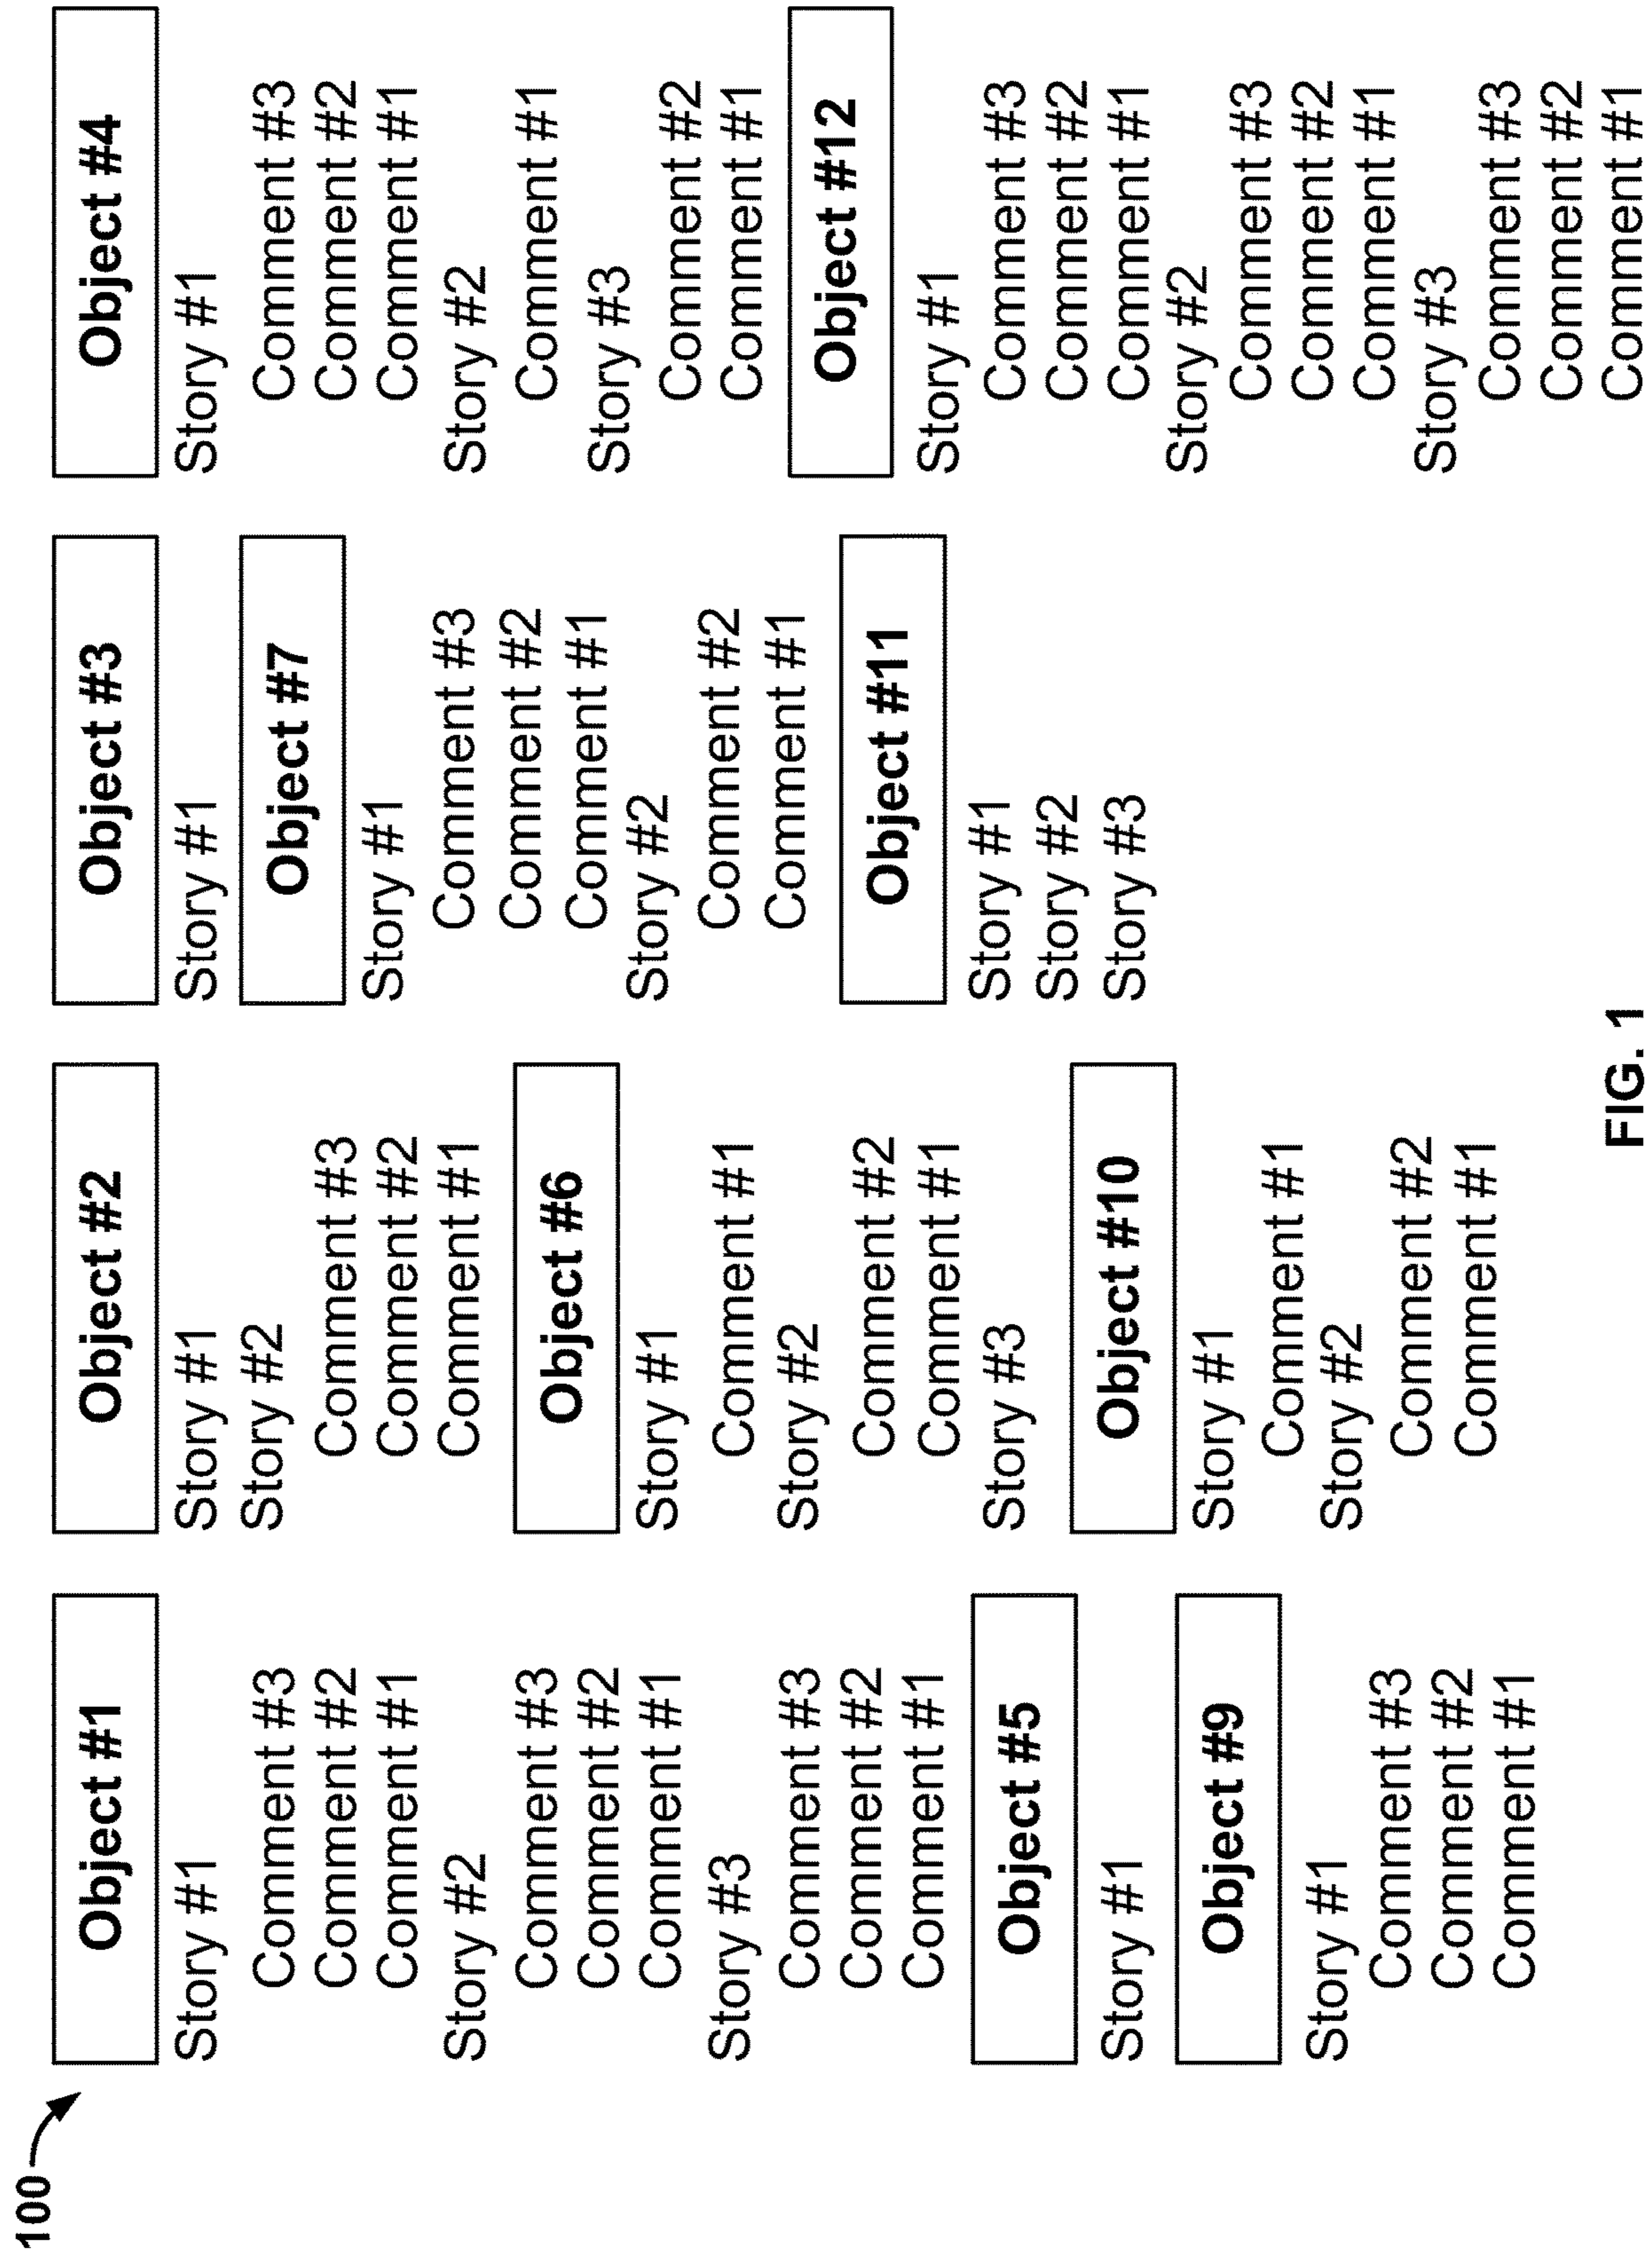 100
Object #1
Story #1
Comment #3
Comment #2
Comment #1
Story #2
Comment #3
Comment #2
Comment #1
Story #3
Comment #3
Comment #2
Comment #1
Object #5
Story #1
Object #9
Story #1
Comment #3
Comment #2
Comment #1
Object #2
Story #1
Story #2
Comment #3
Comment #2
Comment #1
Object #6
Story #1
Comment #1
Story #2
Comment #2
Comment #1
Story #3
Object #10
Story #1
Comment #1
Story #2
Comment #2
Comment #1
Object #3
Story #1
Object #7
Story #1
Comment #3
Comment #2
Comment #1
Story #2
Comment #2
Comment #1
Object #11
Story #1
Story #2
Story #3
Object #4
Story #1
Comment #3
Comment #2
Comment #1
Story #2
Comment #1
Story #3
Comment #2
Comment #1
Object #12
Story #1
Comment #3
Comment #2
Comment #1
Story #2
Comment #3
Comment #2
Comment #1
Story #3
Comment #3
Comment #2
Comment #1
FIG. 1